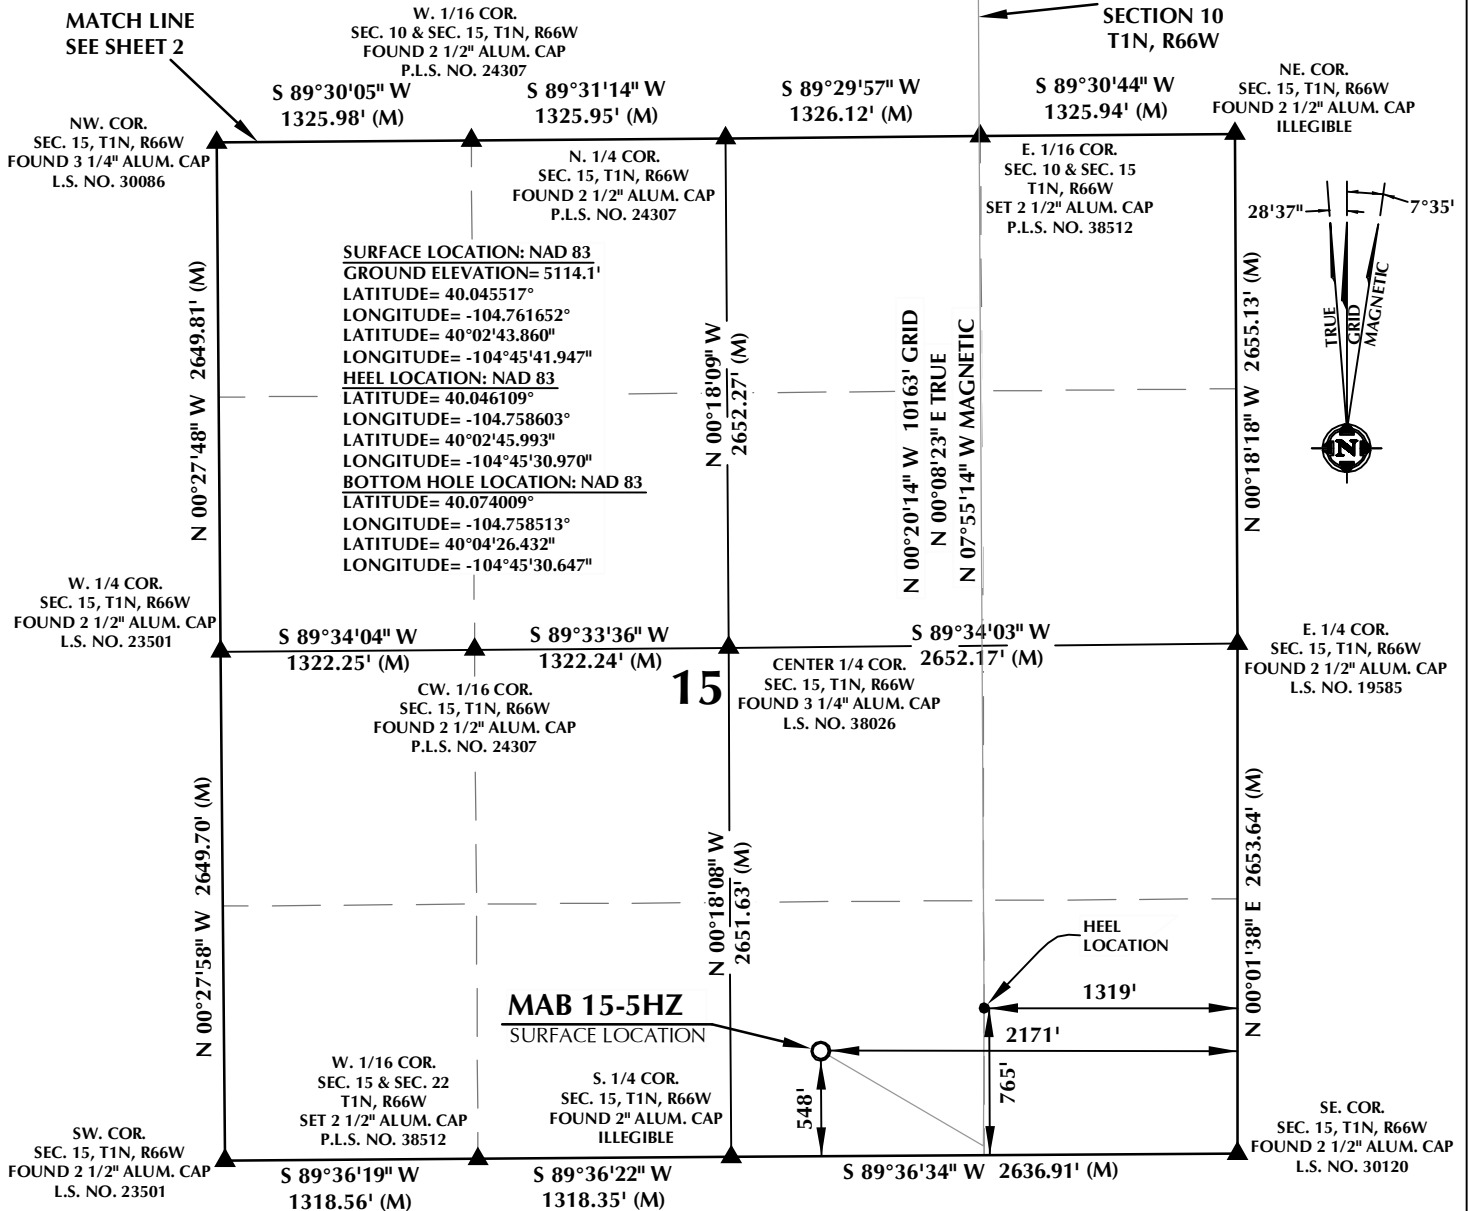 MATCH LINE
SEE SHEET 2
W. 1/16 COR.
SEC. 10 & SEC. 15, T1N, R66W
FOUND 2 1/2" ALUM. CAP
P.L.S. NO. 24307
SECTION 10
T1N, R66W
NE. COR.
SEC. 15, T1N, R66W
FOUND 2 1/2" ALUM. CAP
ILLEGIBLE
S 89°30'05" W
1325.98' (M)
S 89°31'14" W
1325.95' (M)
S 89°29'57" W
1326.12' (M)
S 89°30'44" W
1325.94' (M)
NW. COR.
SEC. 15, T1N, R66W
FOUND 3 1/4" ALUM. CAP
L.S. NO. 30086
N. 1/4 COR.
SEC. 15, T1N, R66W
FOUND 2 1/2" ALUM. CAP
P.L.S. NO. 24307
E. 1/16 COR.
SEC. 10 & SEC. 15
T1N, R66W
SET 2 1/2" ALUM. CAP
P.L.S. NO. 38512
28'37"
7°35'
TRUE
GRID
MAGNETIC
N
SURFACE LOCATION: NAD 83
GROUND ELEVATION= 5114.1'
LATITUDE= 40.045517°
LONGITUDE= -104.761652°
LATITUDE= 40°02'43.860"
LONGITUDE= -104°45'41.947"
HEEL LOCATION: NAD 83
LATITUDE= 40.046109°
LONGITUDE= -104.758603°
LATITUDE= 40°02'45.993"
LONGITUDE= -104°45'30.970"
BOTTOM HOLE LOCATION: NAD 83
LATITUDE= 40.074009°
LONGITUDE= -104.758513°
LATITUDE= 40°04'26.432"
LONGITUDE= -104°45'30.647"
N 00°27'48" W 2649.81' (M)
N 00°18'09" W
2652.27' (M)
N 00°20'14" W 10163' GRID
N 00°08'23" E TRUE
N 07°55'14" W MAGNETIC
N 00°18'18" W 2655.13' (M)
W. 1/4 COR.
SEC. 15, T1N, R66W
FOUND 2 1/2" ALUM. CAP
L.S. NO. 23501
S 89°34'04" W
1322.25' (M)
S 89°33'36" W
1322.24' (M)
S 89°34'03" W
2652.17' (M)
E. 1/4 COR.
SEC. 15, T1N, R66W
FOUND 2 1/2" ALUM. CAP
L.S. NO. 19585
15
CENTER 1/4 COR.
SEC. 15, T1N, R66W
FOUND 3 1/4" ALUM. CAP
L.S. NO. 38026
CW. 1/16 COR.
SEC. 15, T1N, R66W
FOUND 2 1/2" ALUM. CAP
P.L.S. NO. 24307
N 00°27'58" W 2649.70' (M)
N 00°18'08" W
2651.63' (M)
N 00°01'38" E 2653.64' (M)
HEEL
LOCATION
1319'
2171'
765'
548'
MAB 15-5HZ
SURFACE LOCATION
W. 1/16 COR.
SEC. 15 & SEC. 22
T1N, R66W
SET 2 1/2" ALUM. CAP
P.L.S. NO. 38512
S. 1/4 COR.
SEC. 15, T1N, R66W
FOUND 2" ALUM. CAP
ILLEGIBLE
SW. COR.
SEC. 15, T1N, R66W
FOUND 2 1/2" ALUM. CAP
L.S. NO. 23501
SE. COR.
SEC. 15, T1N, R66W
FOUND 2 1/2" ALUM. CAP
L.S. NO. 30120
S 89°36'19" W
1318.56' (M)
S 89°36'22" W
1318.35' (M)
S 89°36'34" W 2636.91' (M)